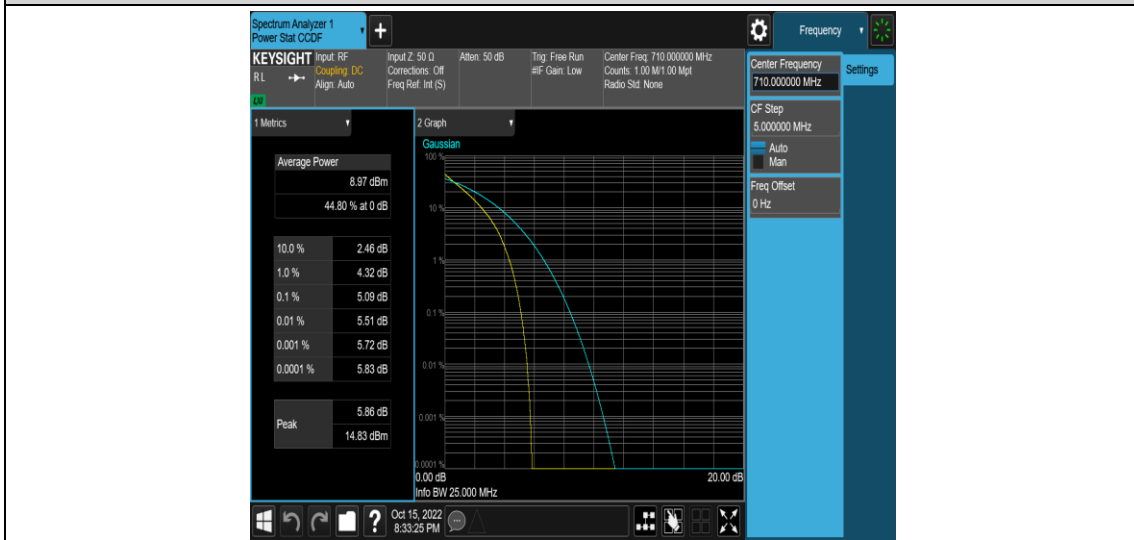 Spectrum Analyzer 1
Power Stat CCDF
+
Frequency
KEYSIGHT
RL
LXI
Input: RF
Coupling: DC
Align: Auto
Input Z: 50 Ω
Corrections: Off
Freq Ref: Int (S)
Atten: 50 dB
Trig: Free Run
#IF Gain: Low
Center Freq: 710.000000 MHz
Counts: 1.00 M/1.00 Mpt
Radio Std: None
Center Frequency
710.000000 MHz
Settings
CF Step
5.000000 MHz
Auto
Man
Freq Offset
0 Hz
1 Metrics
Average Power
8.97 dBm
44.80 % at 0 dB
10.0 % 2.46 dB
1.0 % 4.32 dB
0.1 % 5.09 dB
0.01 % 5.51 dB
0.001 % 5.72 dB
0.0001 % 5.83 dB
Peak
5.86 dB
14.83 dBm
2 Graph
Gaussian
100 %
10 %
1 %
0.1 %
0.01 %
0.001 %
0.0001 %
0.00 dB 20.00 dB
Info BW 25.000 MHz
?
Oct 15, 2022
8:33:25 PM